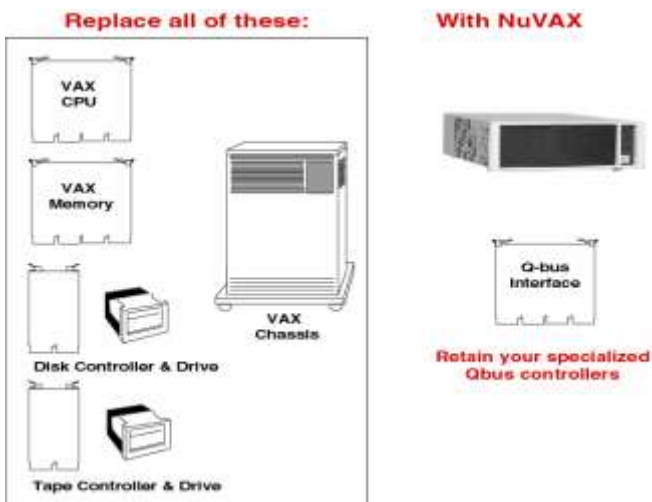 Replace all of these:
With NuVAX
VAX
CPU
VAX
Memory
VAX
Chassis
Disk Controller & Drive
Tape Controller & Drive
Q-bus
Interface
Retain your specialized
Qbus controllers